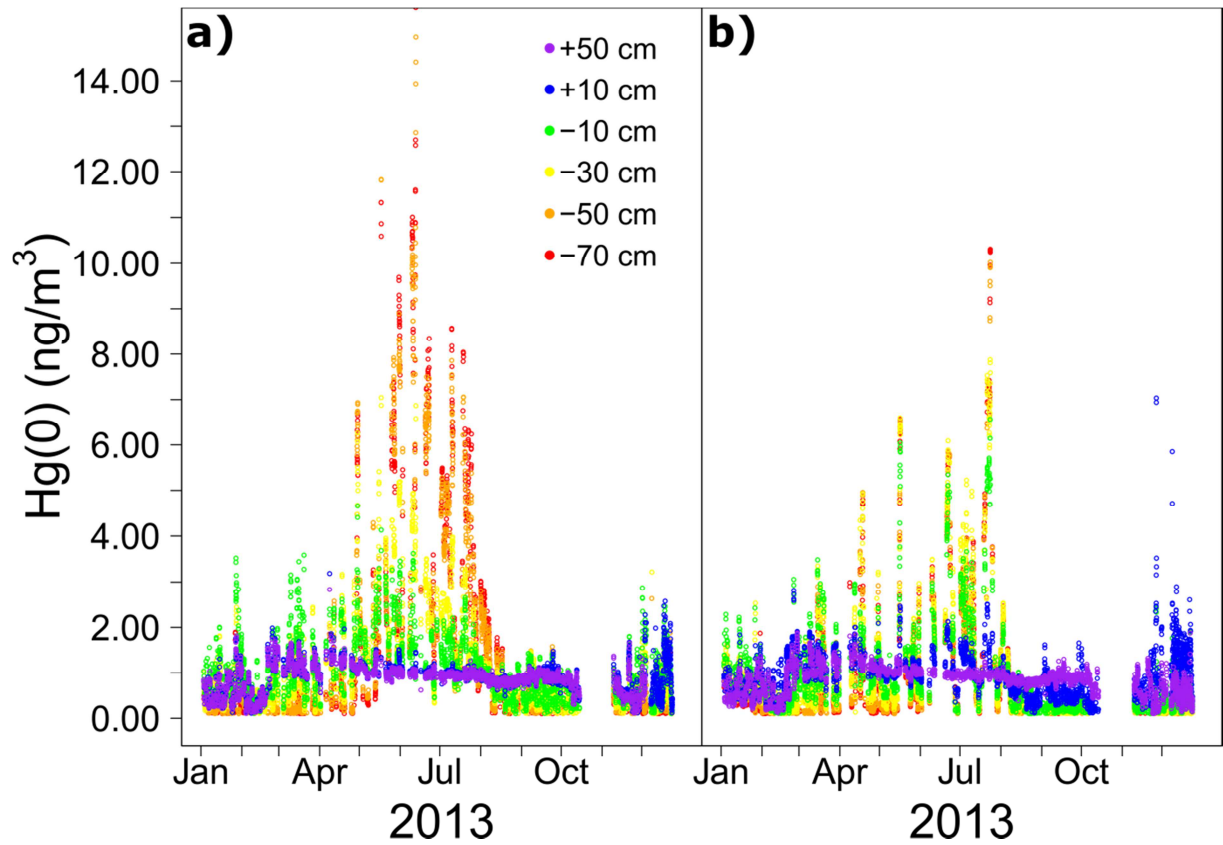 a)
b)
+50 cm
+10 cm
−10 cm
−30 cm
−50 cm
−70 cm
Hg(0) (ng/m³)
14.00
12.00
10.00
8.00
6.00
4.00
2.00
0.00
Jan Apr Jul Oct
Jan Apr Jul Oct
2013
2013